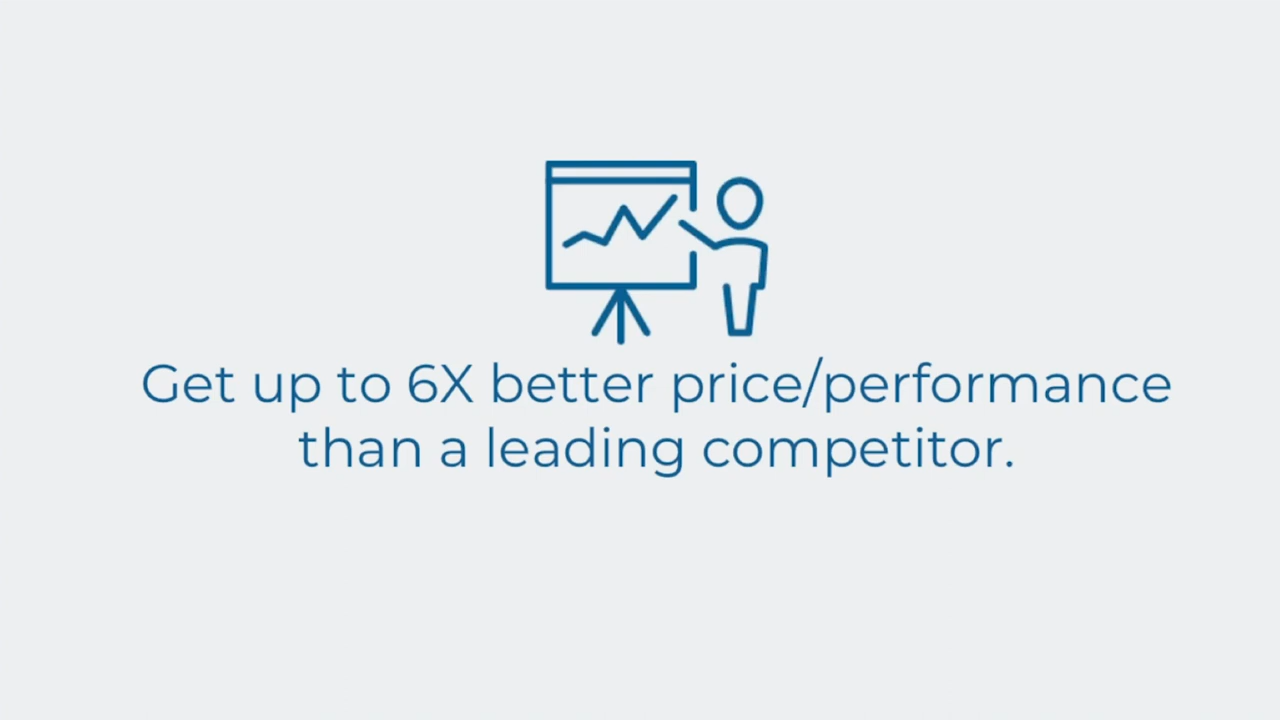 Get up to 6X better price/performance
than a leading competitor.